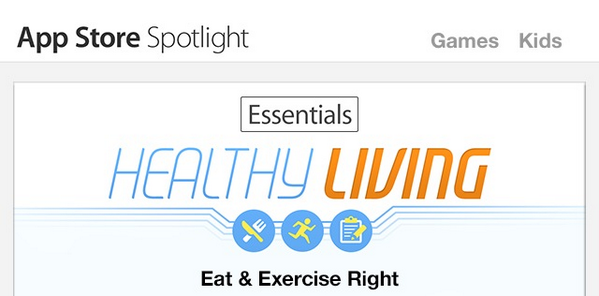 App Store Spotlight
Games Kids
Essentials
HEALTHY LIVING
Eat & Exercise Right